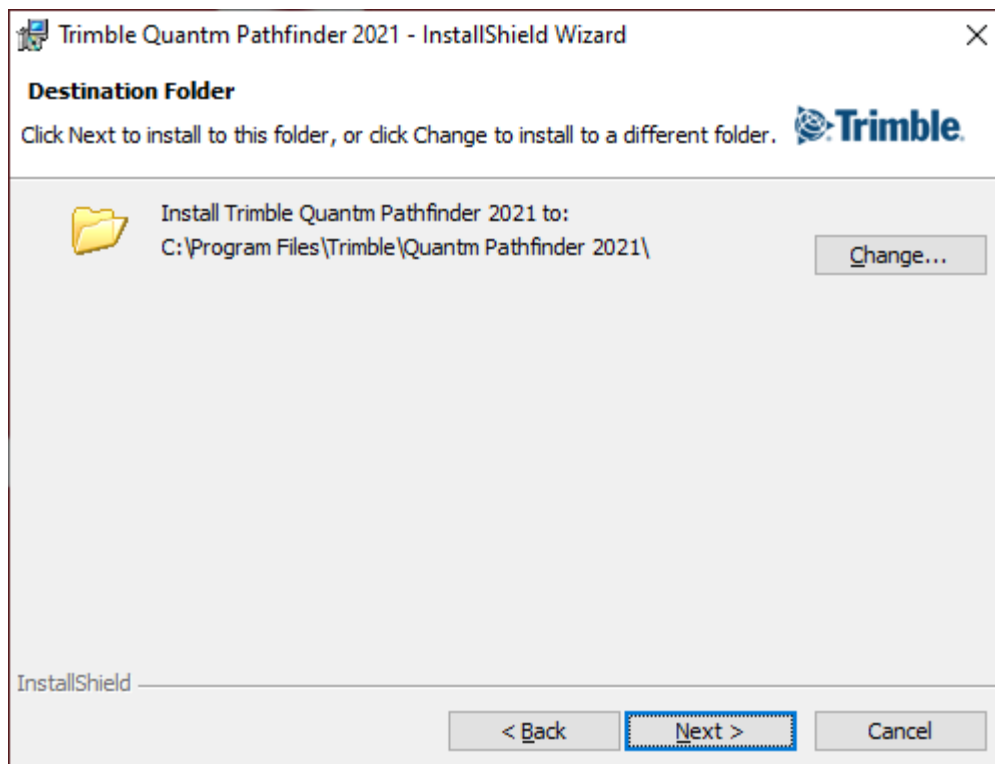 Trimble Quantm Pathfinder 2021 - InstallShield Wizard
Destination Folder
Click Next to install to this folder, or click Change to install to a different folder.
Trimble
Install Trimble Quantm Pathfinder 2021 to:
C:\Program Files\Trimble\Quantm Pathfinder 2021\
Change...
InstallShield
< Back
Next >
Cancel